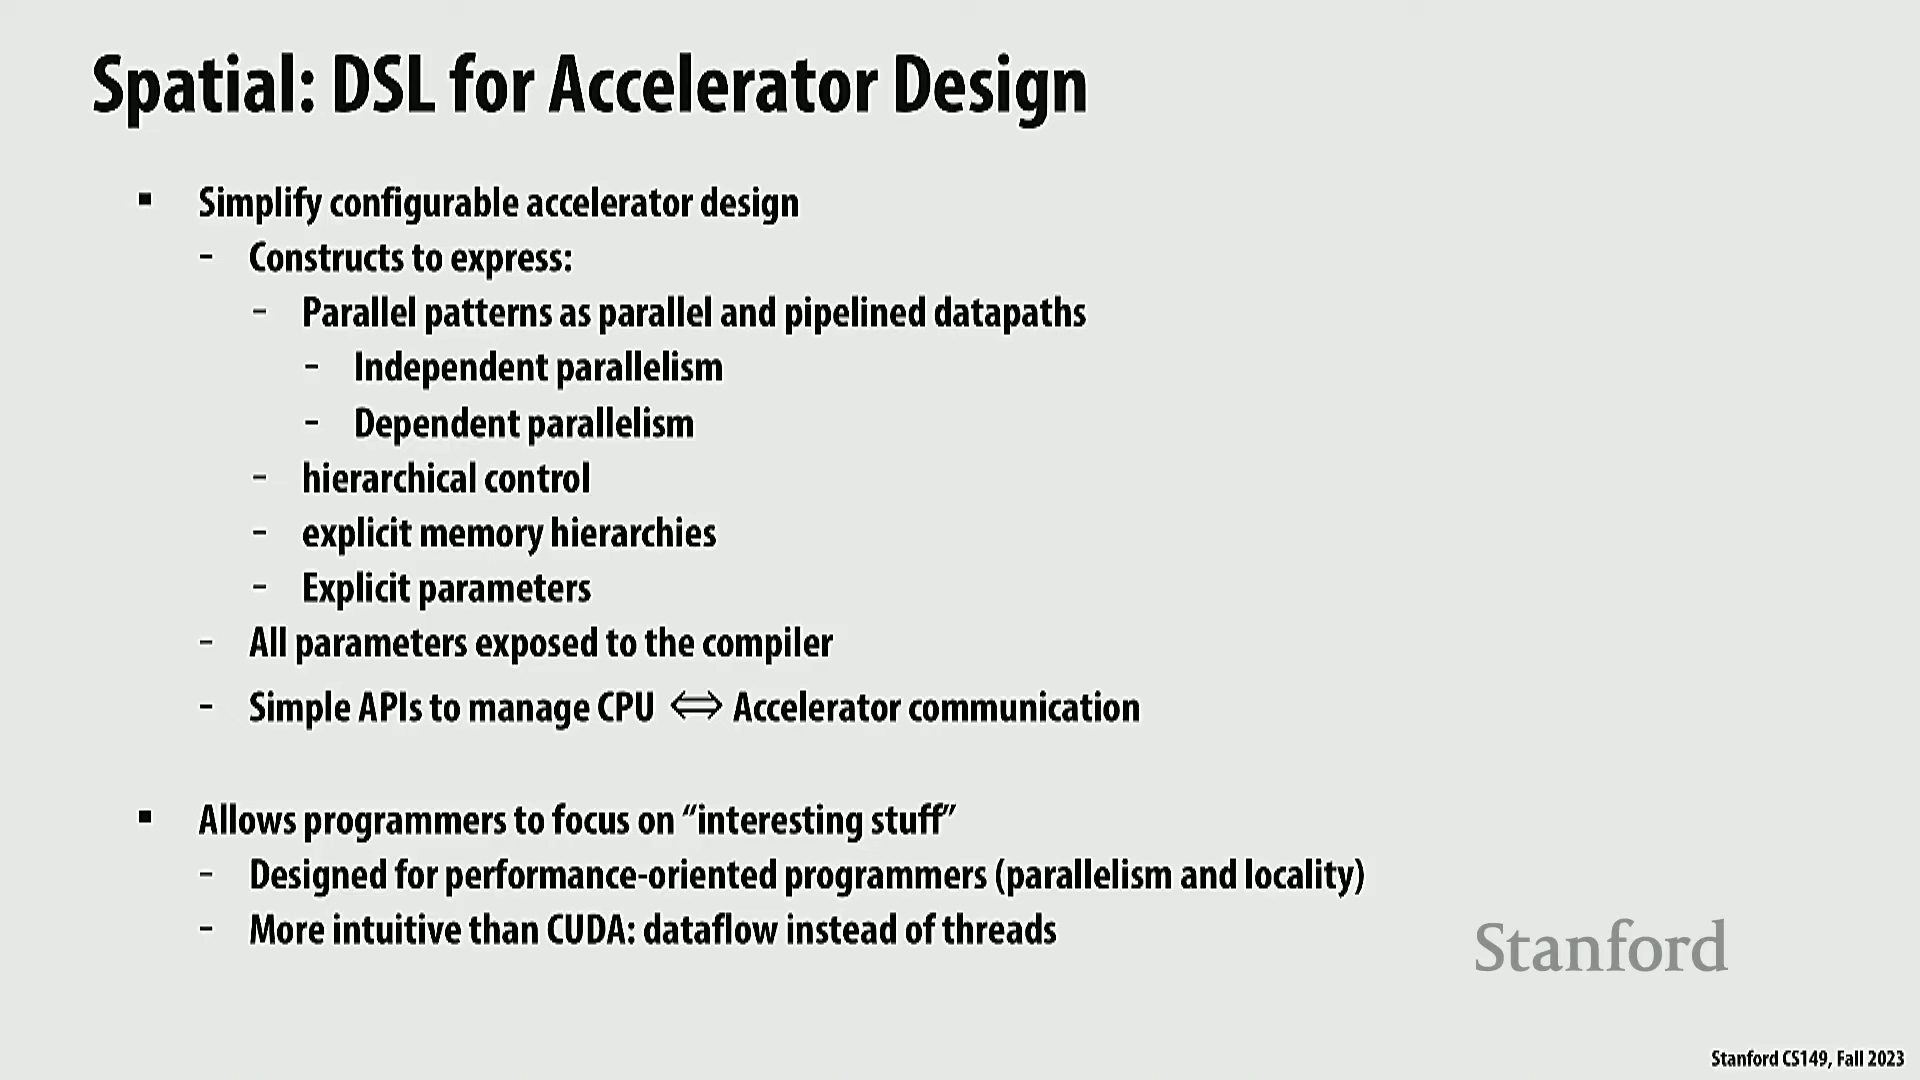 Spatial: DSL for Accelerator Design
▪ Simplify configurable accelerator design
- Constructs to express:
- Parallel patterns as parallel and pipelined datapaths
- Independent parallelism
- Dependent parallelism
- hierarchical control
- explicit memory hierarchies
- Explicit parameters
- All parameters exposed to the compiler
- Simple APIs to manage CPU ⇔ Accelerator communication
▪ Allows programmers to focus on “interesting stuff”
- Designed for performance-oriented programmers (parallelism and locality)
- More intuitive than CUDA: dataflow instead of threads
Stanford
Stanford CS149, Fall 2023